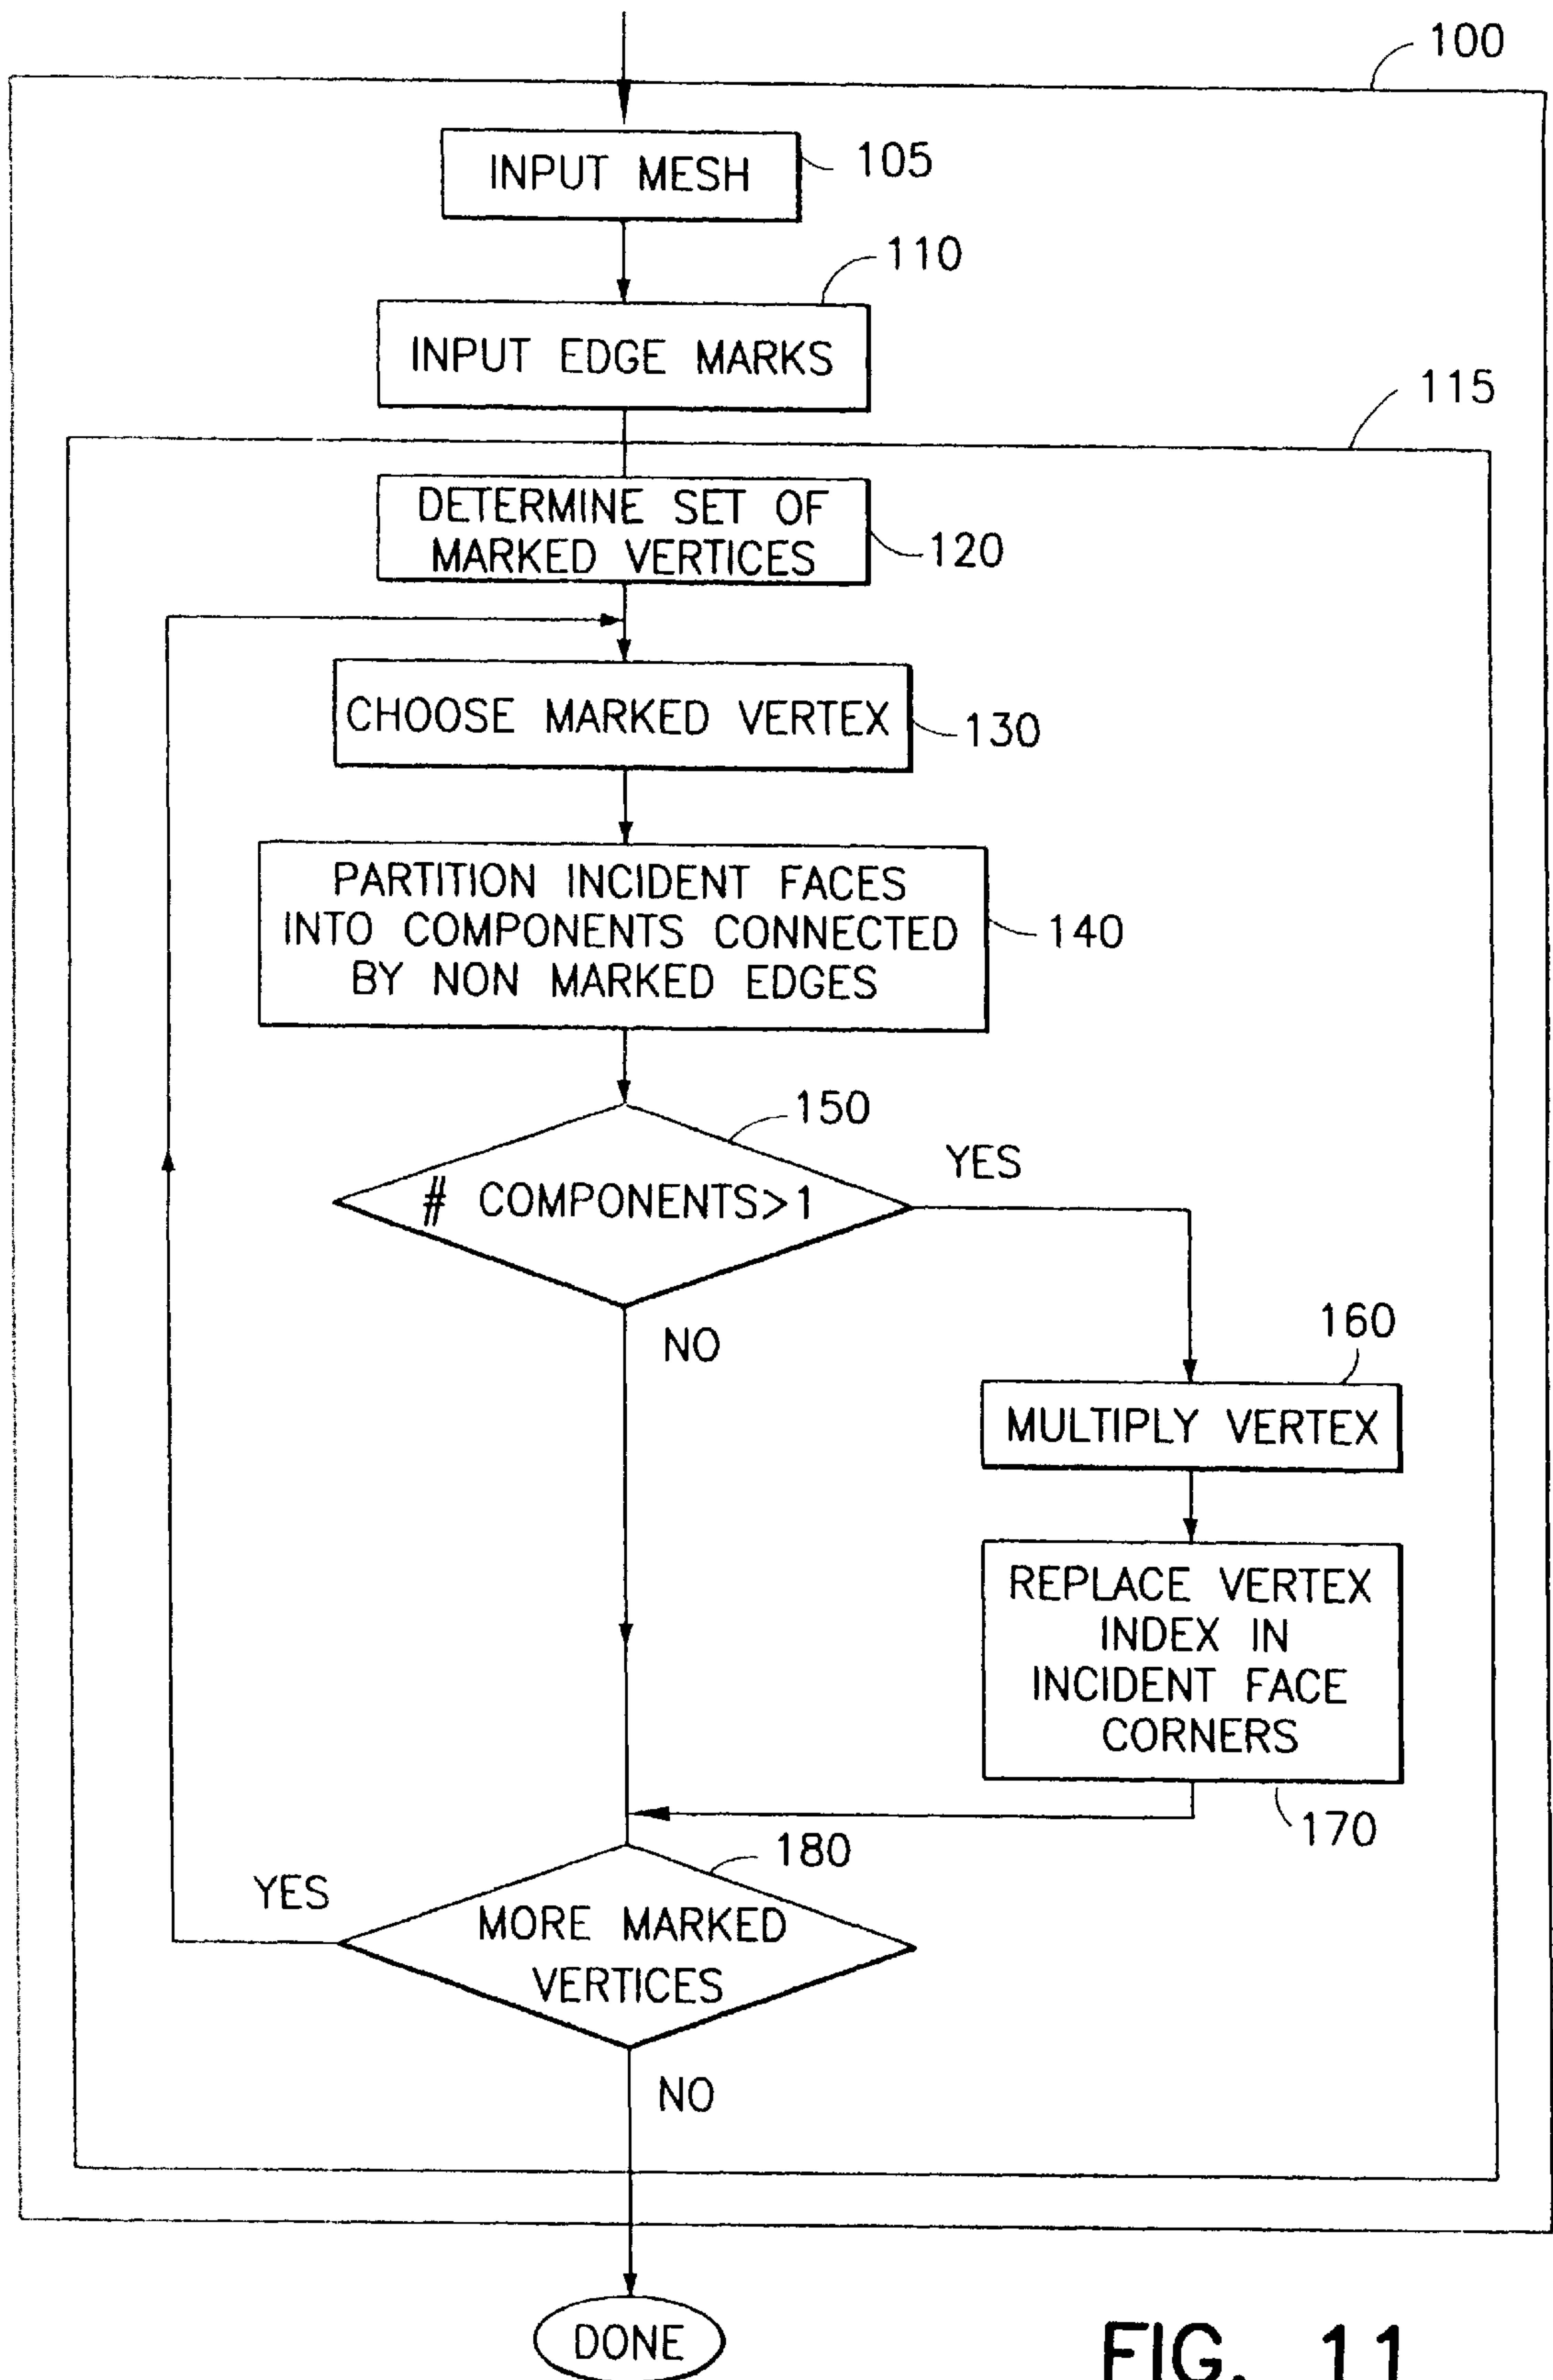 100
INPUT MESH
105
110
INPUT EDGE MARKS
115
DETERMINE SET OF
MARKED VERTICES
120
CHOOSE MARKED VERTEX
130
PARTITION INCIDENT FACES
INTO COMPONENTS CONNECTED
BY NON MARKED EDGES
140
150
# COMPONENTS>1
YES
NO
160
MULTIPLY VERTEX
REPLACE VERTEX
INDEX IN
INCIDENT FACE
CORNERS
170
180
YES
MORE MARKED
VERTICES
NO
DONE
FIG. 11